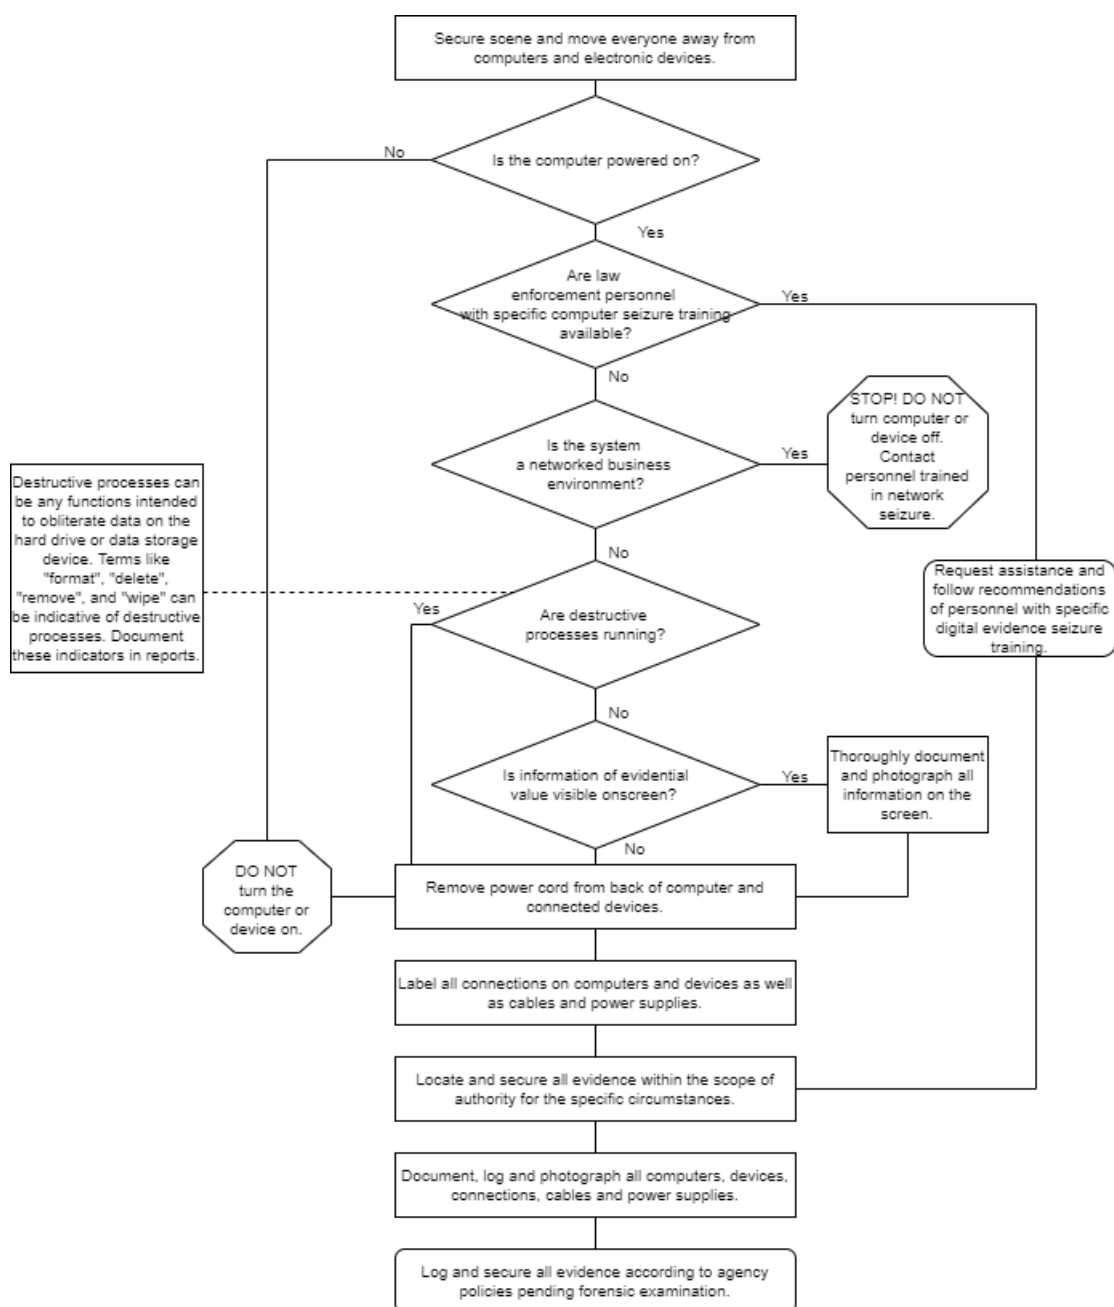 Secure scene and move everyone away from
computers and electronic devices.
No
Is the computer powered on?
Yes
Are law
enforcement personnel
with specific computer seizure training
available?
Yes
No
STOP! DO NOT
turn computer or
device off.
Contact
personnel trained
in network
seizure.
Is the system
a networked business
environment?
Yes
Destructive processes can
be any functions intended
to obliterate data on the
hard drive or data storage
device. Terms like
"format", "delete",
"remove", and "wipe" can
be indicative of destructive
processes. Document
these indicators in reports.
No
Request assistance and
follow recommendations
of personnel with specific
digital evidence seizure
training.
Yes
Are destructive
processes running?
No
Is information of evidential
value visible onscreen?
Yes
Thoroughly document
and photograph all
information on the
screen.
No
DO NOT
turn the
computer or
device on.
Remove power cord from back of computer and
connected devices.
Label all connections on computers and devices as well
as cables and power supplies.
Locate and secure all evidence within the scope of
authority for the specific circumstances.
Document, log and photograph all computers, devices,
connections, cables and power supplies.
Log and secure all evidence according to agency
policies pending forensic examination.